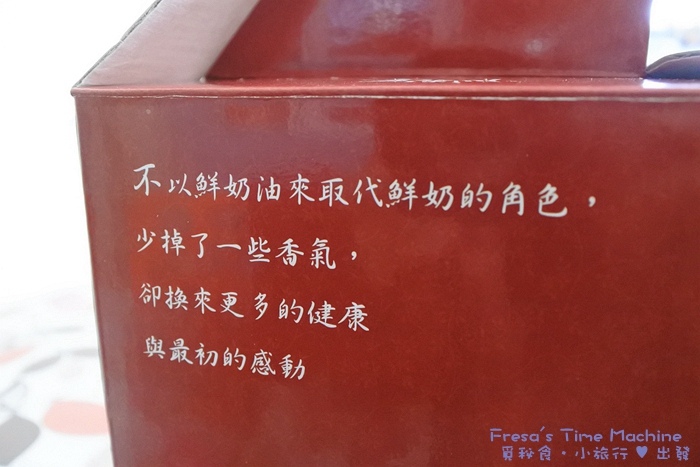 不以鮮奶油來取代鮮奶的角色，
少掉了一些香氣，
卻換來更多的健康
與最初的感動
Fresa's Time Machine
覓秘食·小旅行♥出發